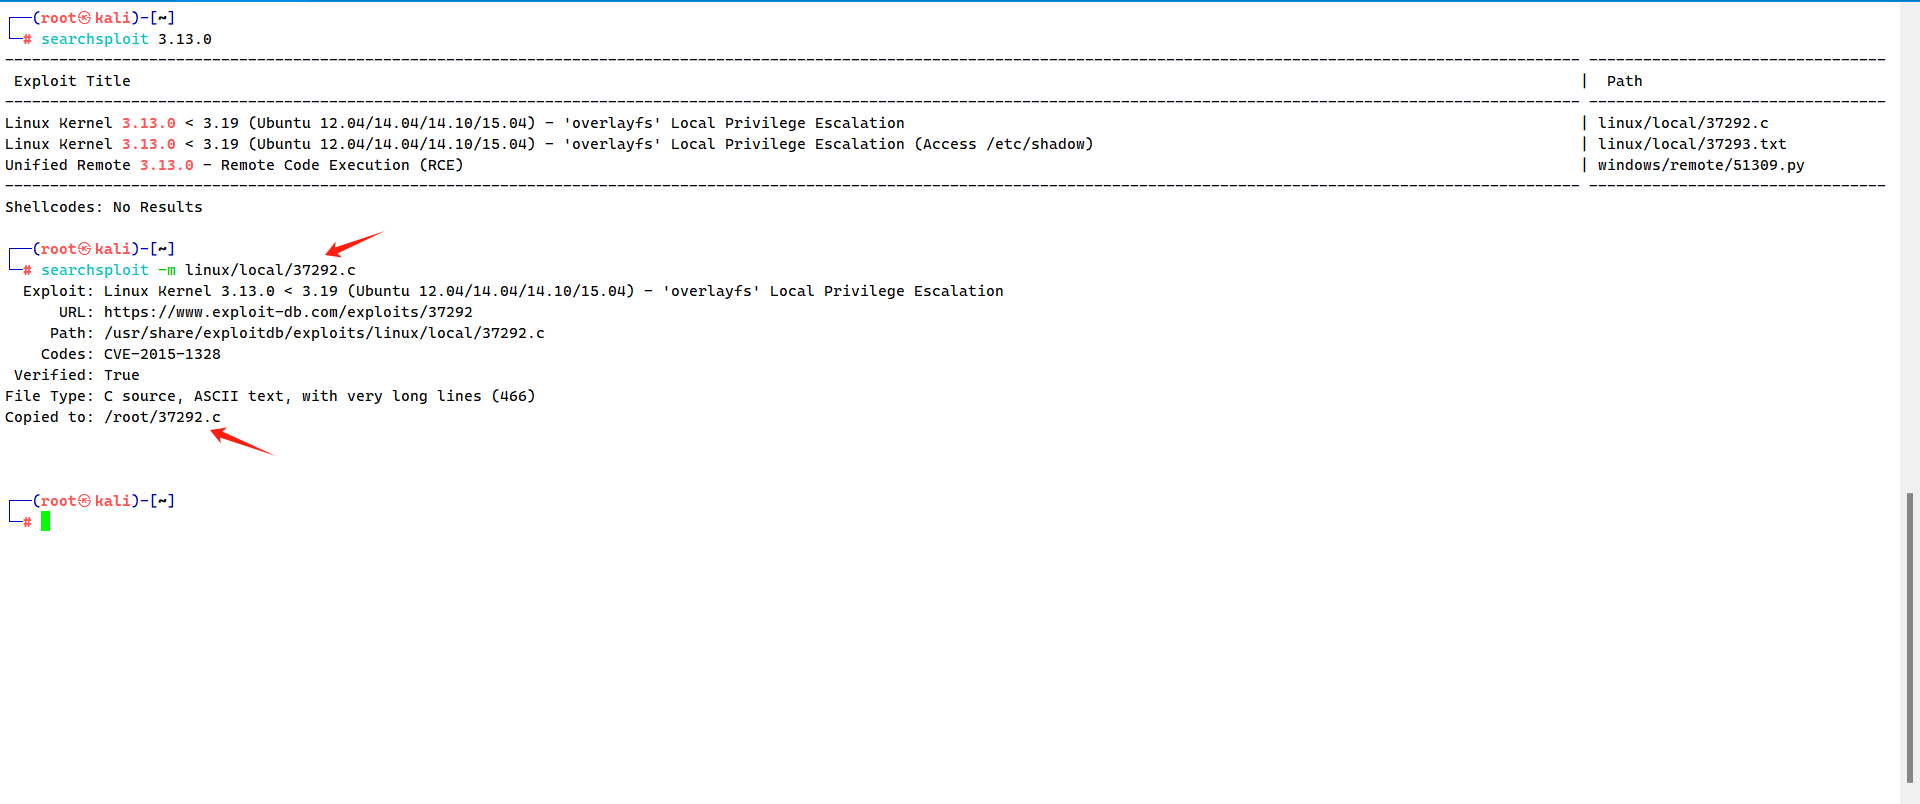 ┌──(root㉿kali)-[~]
└─# searchsploit 3.13.0
Exploit Title | Path
Linux Kernel 3.13.0 < 3.19 (Ubuntu 12.04/14.04/14.10/15.04) - 'overlayfs' Local Privilege Escalation | linux/local/37292.c
Linux Kernel 3.13.0 < 3.19 (Ubuntu 12.04/14.04/14.10/15.04) - 'overlayfs' Local Privilege Escalation (Access /etc/shadow) | linux/local/37293.txt
Unified Remote 3.13.0 - Remote Code Execution (RCE) | windows/remote/51309.py
Shellcodes: No Results
┌──(root㉿kali)-[~]
└─# searchsploit -m linux/local/37292.c
Exploit: Linux Kernel 3.13.0 < 3.19 (Ubuntu 12.04/14.04/14.10/15.04) - 'overlayfs' Local Privilege Escalation
URL: https://www.exploit-db.com/exploits/37292
Path: /usr/share/exploitdb/exploits/linux/local/37292.c
Codes: CVE-2015-1328
Verified: True
File Type: C source, ASCII text, with very long lines (466)
Copied to: /root/37292.c
┌──(root㉿kali)-[~]
└─#